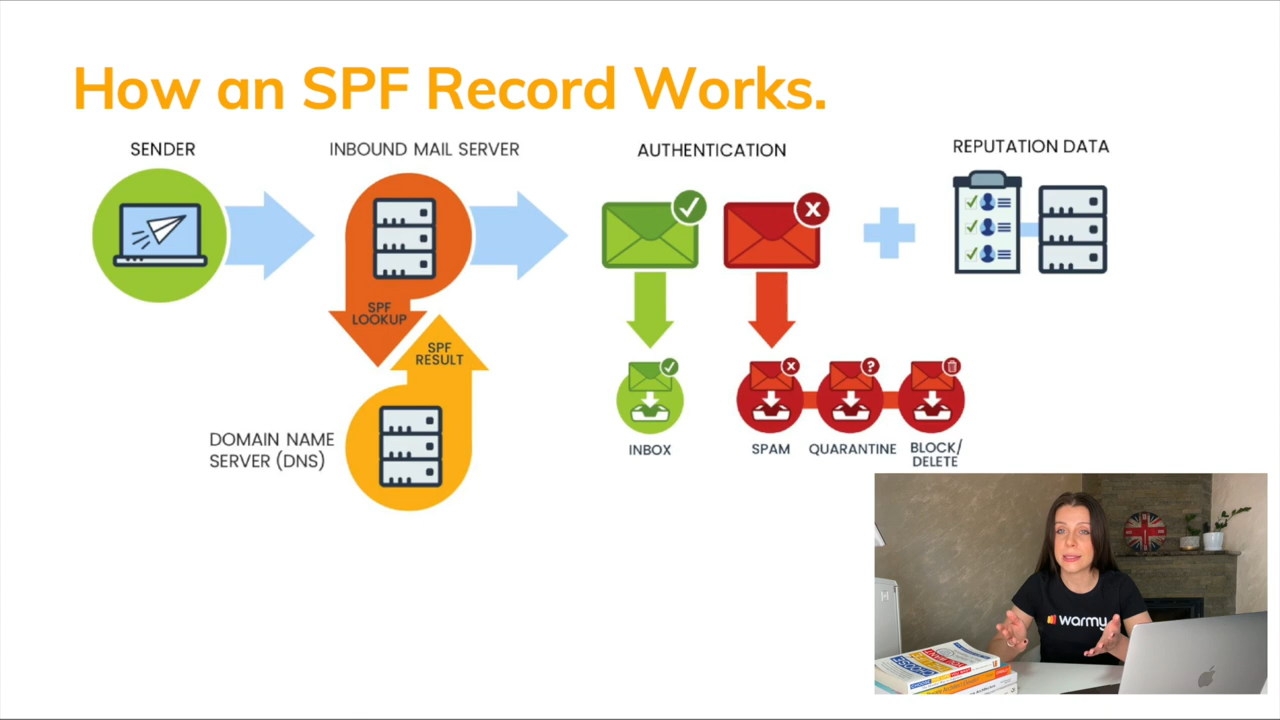 How an SPF Record Works.
SENDER
INBOUND MAIL SERVER
AUTHENTICATION
REPUTATION DATA
SPF
LOOKUP
SPF
RESULT
DOMAIN NAME
SERVER (DNS)
INBOX
SPAM
QUARANTINE
BLOCK/
DELETE
warmy